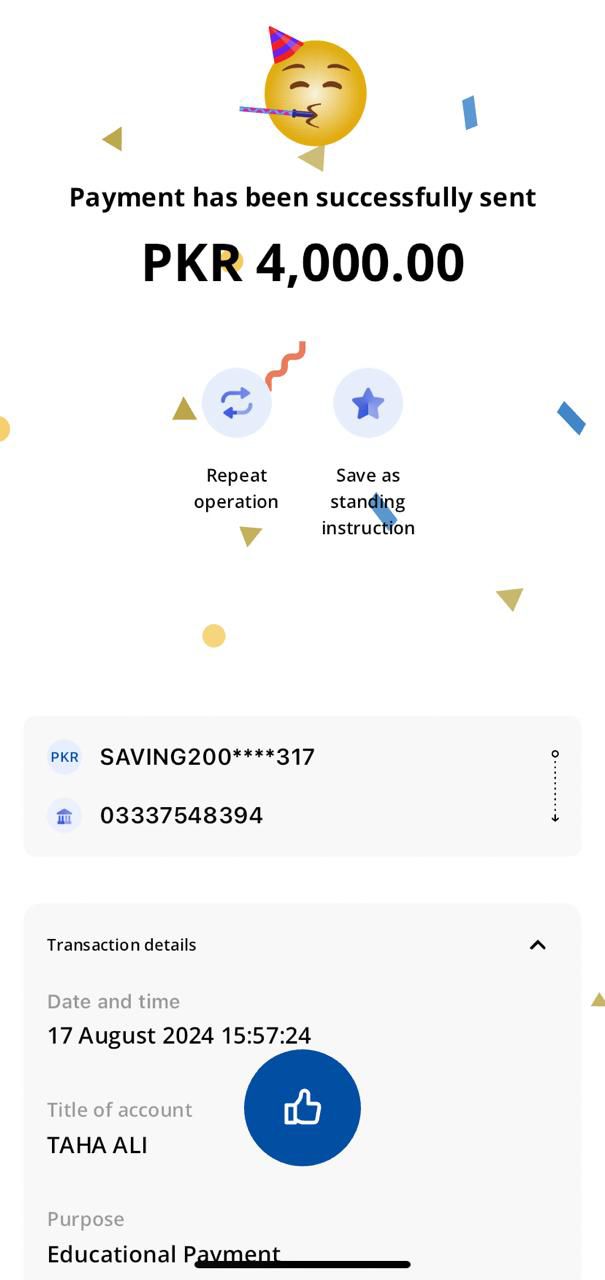 Payment has been successfully sent
PKR 4,000.00
Repeat
operation
Save as
standing
instruction
PKR SAVING200****317
03337548394
Transaction details
Date and time
17 August 2024 15:57:24
Title of account
TAHA ALI
Purpose
Educational Payment